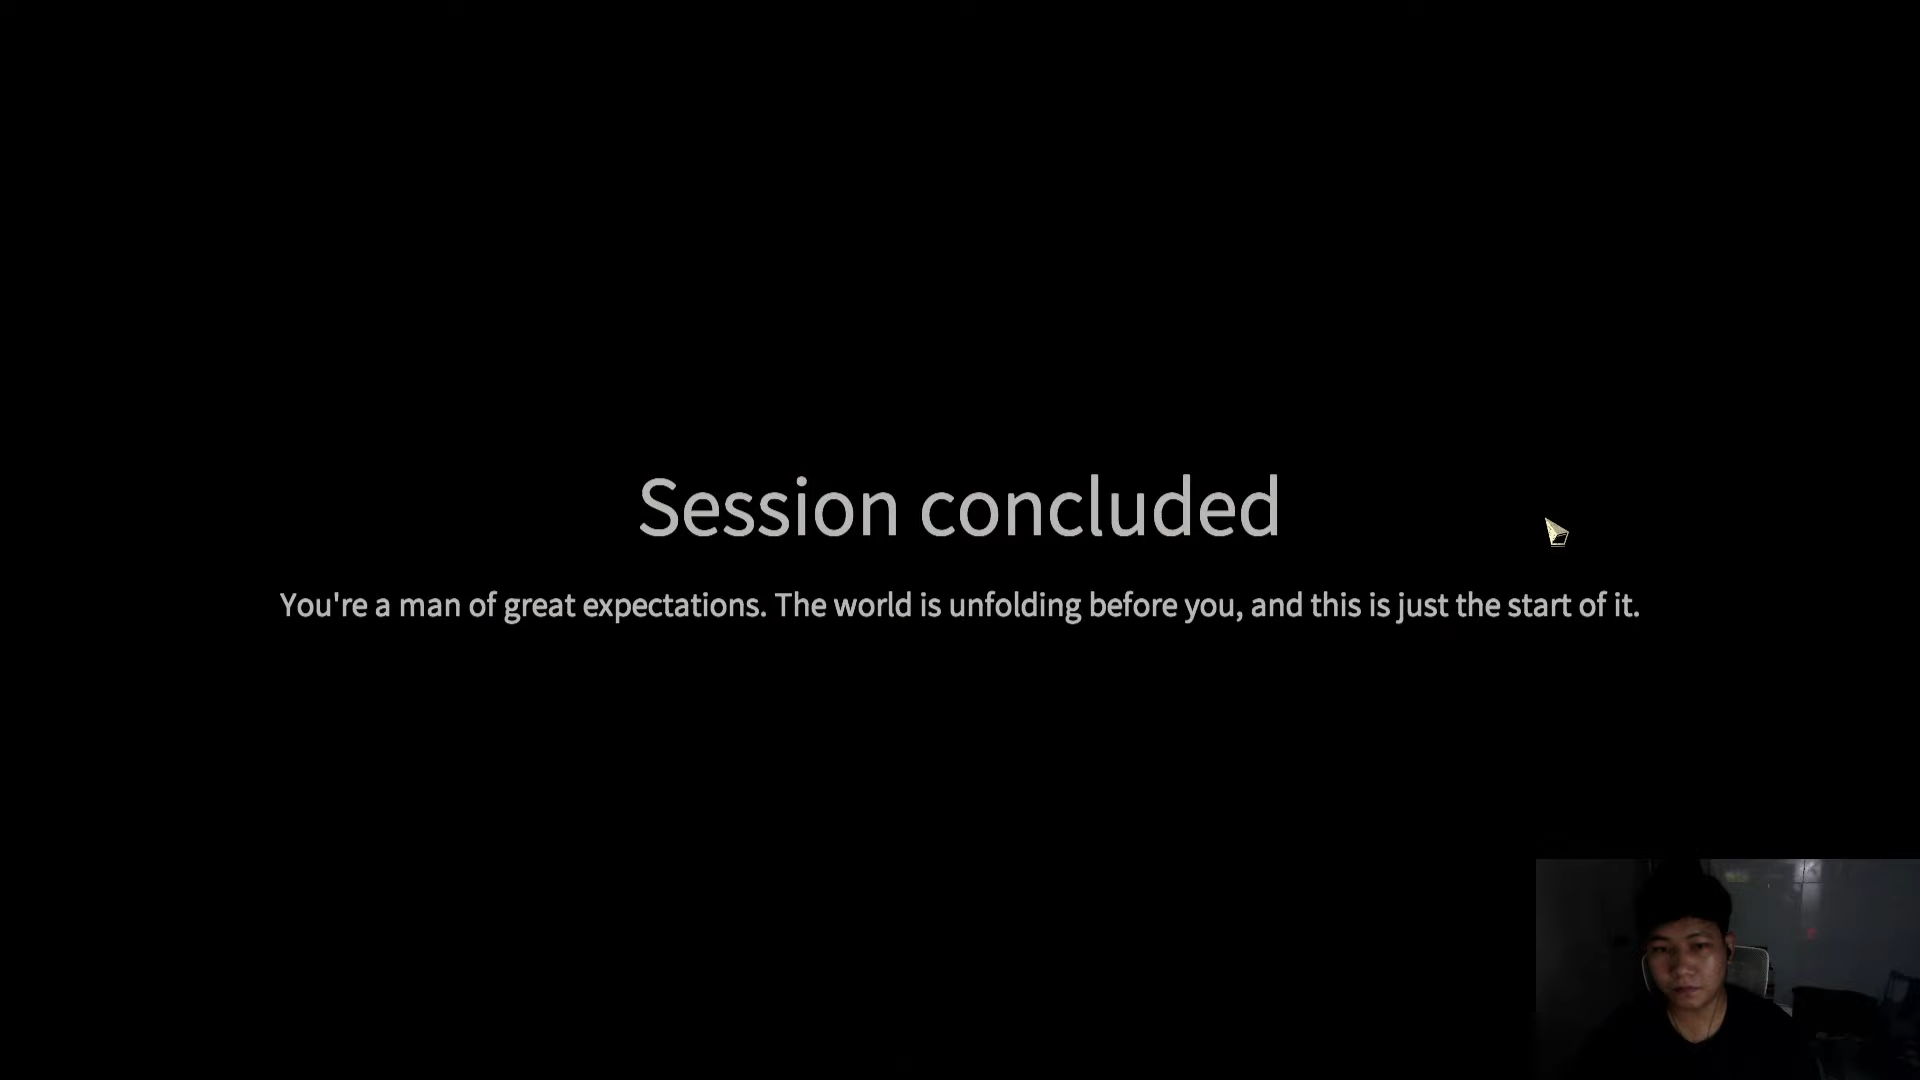 Session concluded
You're a man of great expectations. The world is unfolding before you, and this is just the start of it.